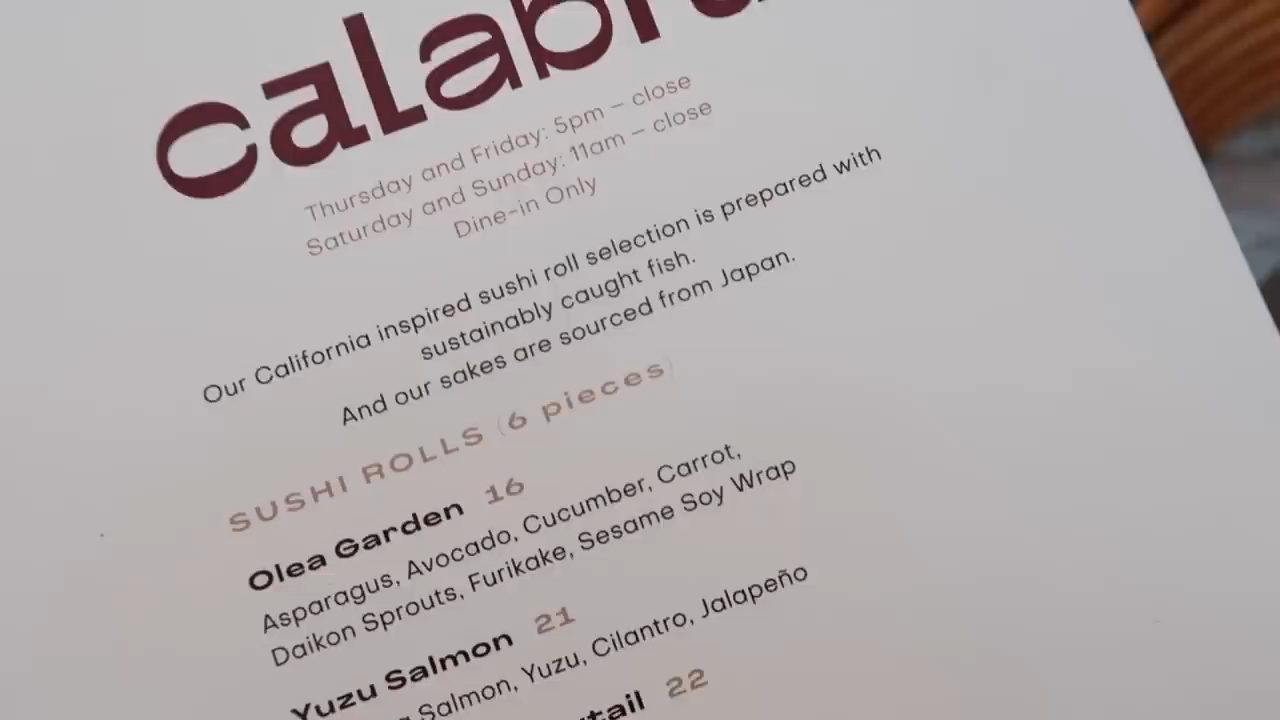 Thursday and Friday: 5pm – close
Saturday and Sunday: 11am – close
Dine-in Only
Our California inspired sushi roll selection is prepared with
sustainably caught fish.
And our sakes are sourced from Japan.
SUSHI ROLLS (6 pieces)
Olea Garden 16
Asparagus, Avocado, Cucumber, Carrot,
Daikon Sprouts, Furikake, Sesame Soy Wrap
Yuzu Salmon 21
Salmon, Yuzu, Cilantro, Jalapeño
22